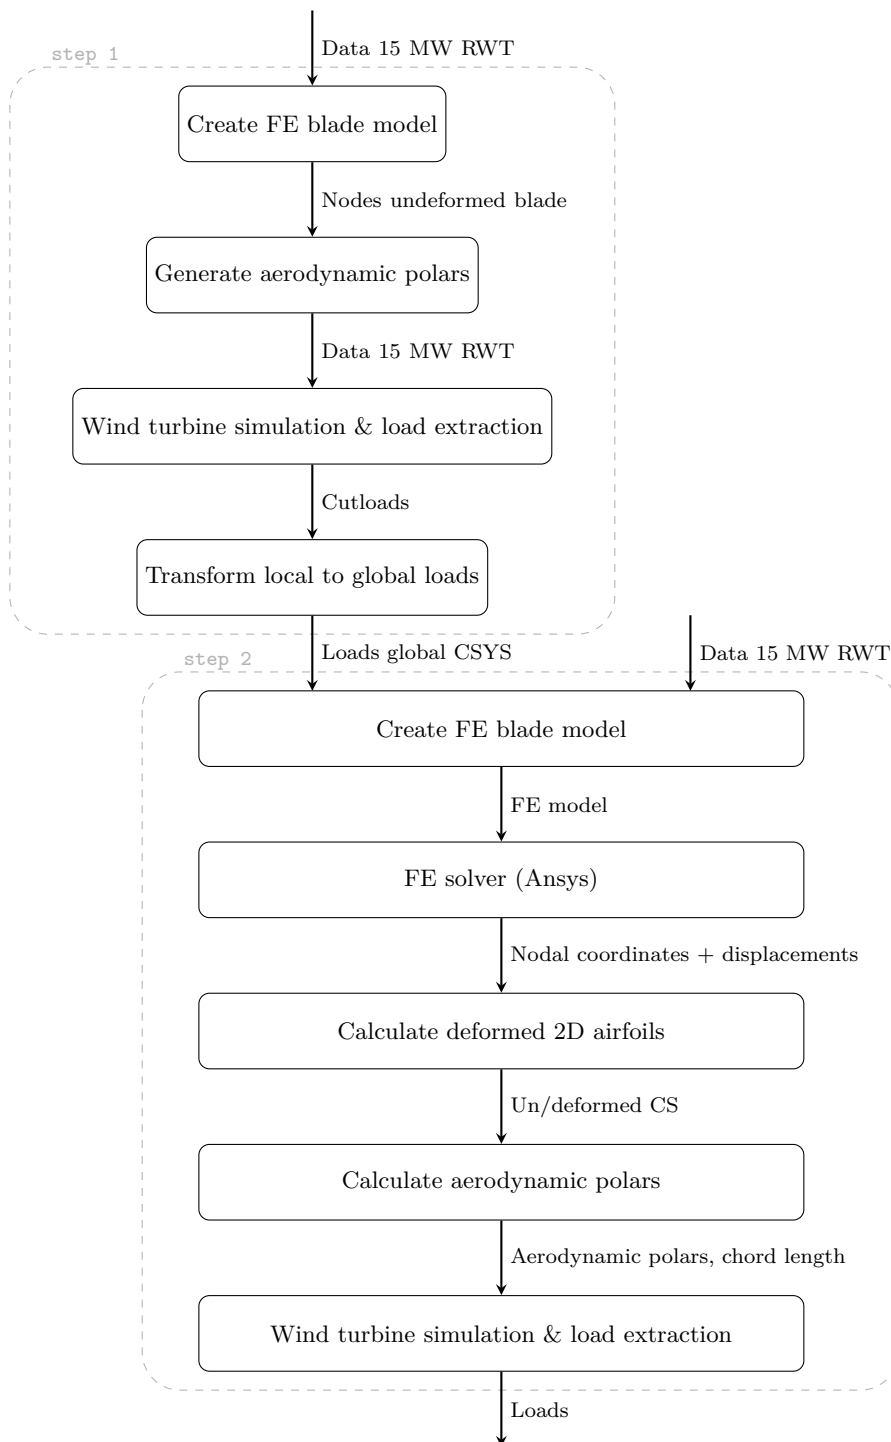 Data 15 MW RWT
step 1
Create FE blade model
Nodes undeformed blade
Generate aerodynamic polars
Data 15 MW RWT
Wind turbine simulation & load extraction
Cutloads
Transform local to global loads
Loads global CSYS
Data 15 MW RWT
step 2
Create FE blade model
FE model
FE solver (Ansys)
Nodal coordinates + displacements
Calculate deformed 2D airfoils
Un/deformed CS
Calculate aerodynamic polars
Aerodynamic polars, chord length
Wind turbine simulation & load extraction
Loads